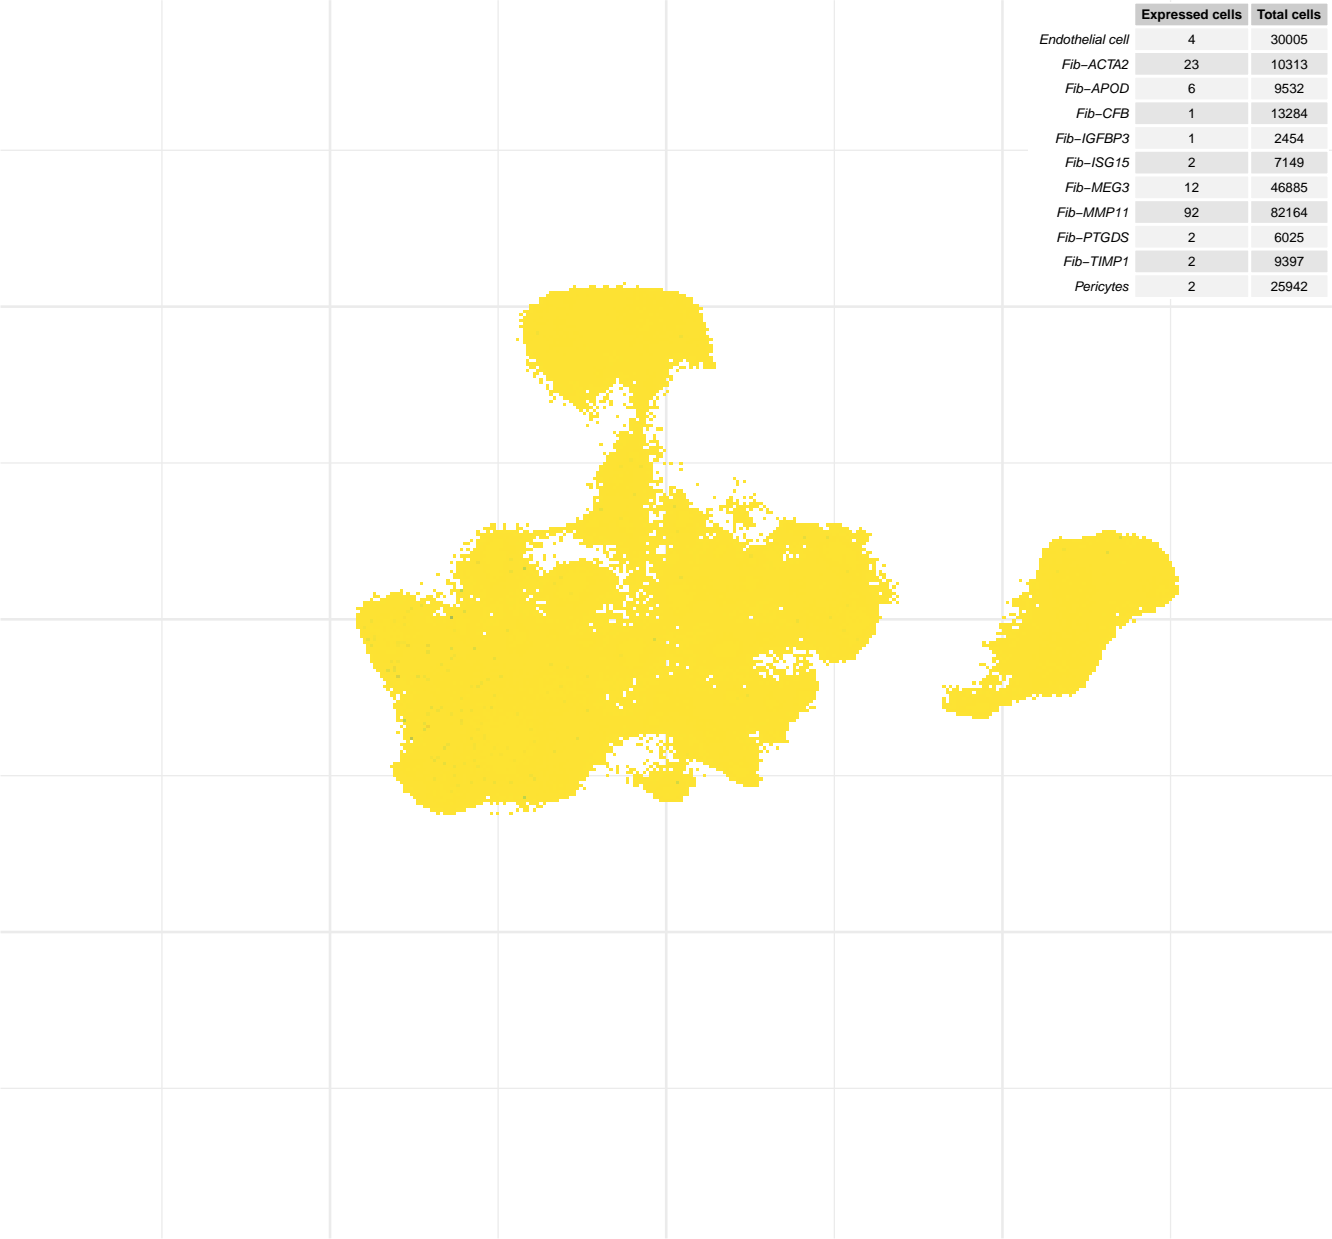 Expressed cells Total cells
Endothelial cell 4 30005
Fib−ACTA2 23 10313
Fib−APOD 6 9532
Fib−CFB 1 13284
Fib−IGFBP3 1 2454
Fib−ISG15 2 7149
Fib−MEG3 12 46885
Fib−MMP11 92 82164
Fib−PTGDS 2 6025
Fib−TIMP1 2 9397
Pericytes 2 25942